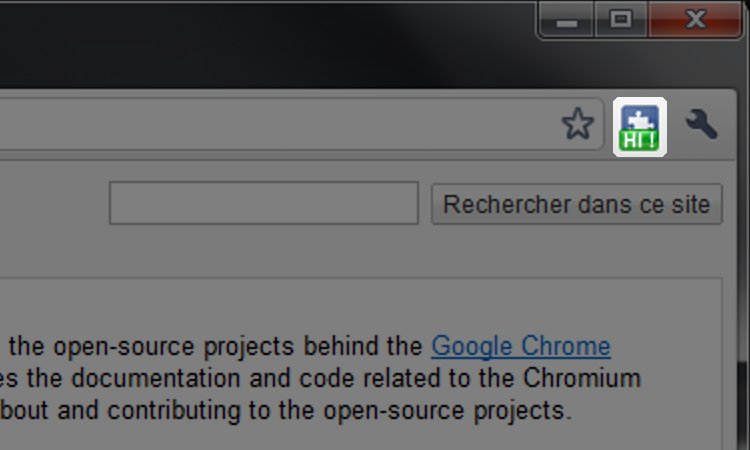 HI !
Rechercher dans ce site
the open-source projects behind the Google Chrome
es the documentation and code related to the Chromium
bout and contributing to the open-source projects.